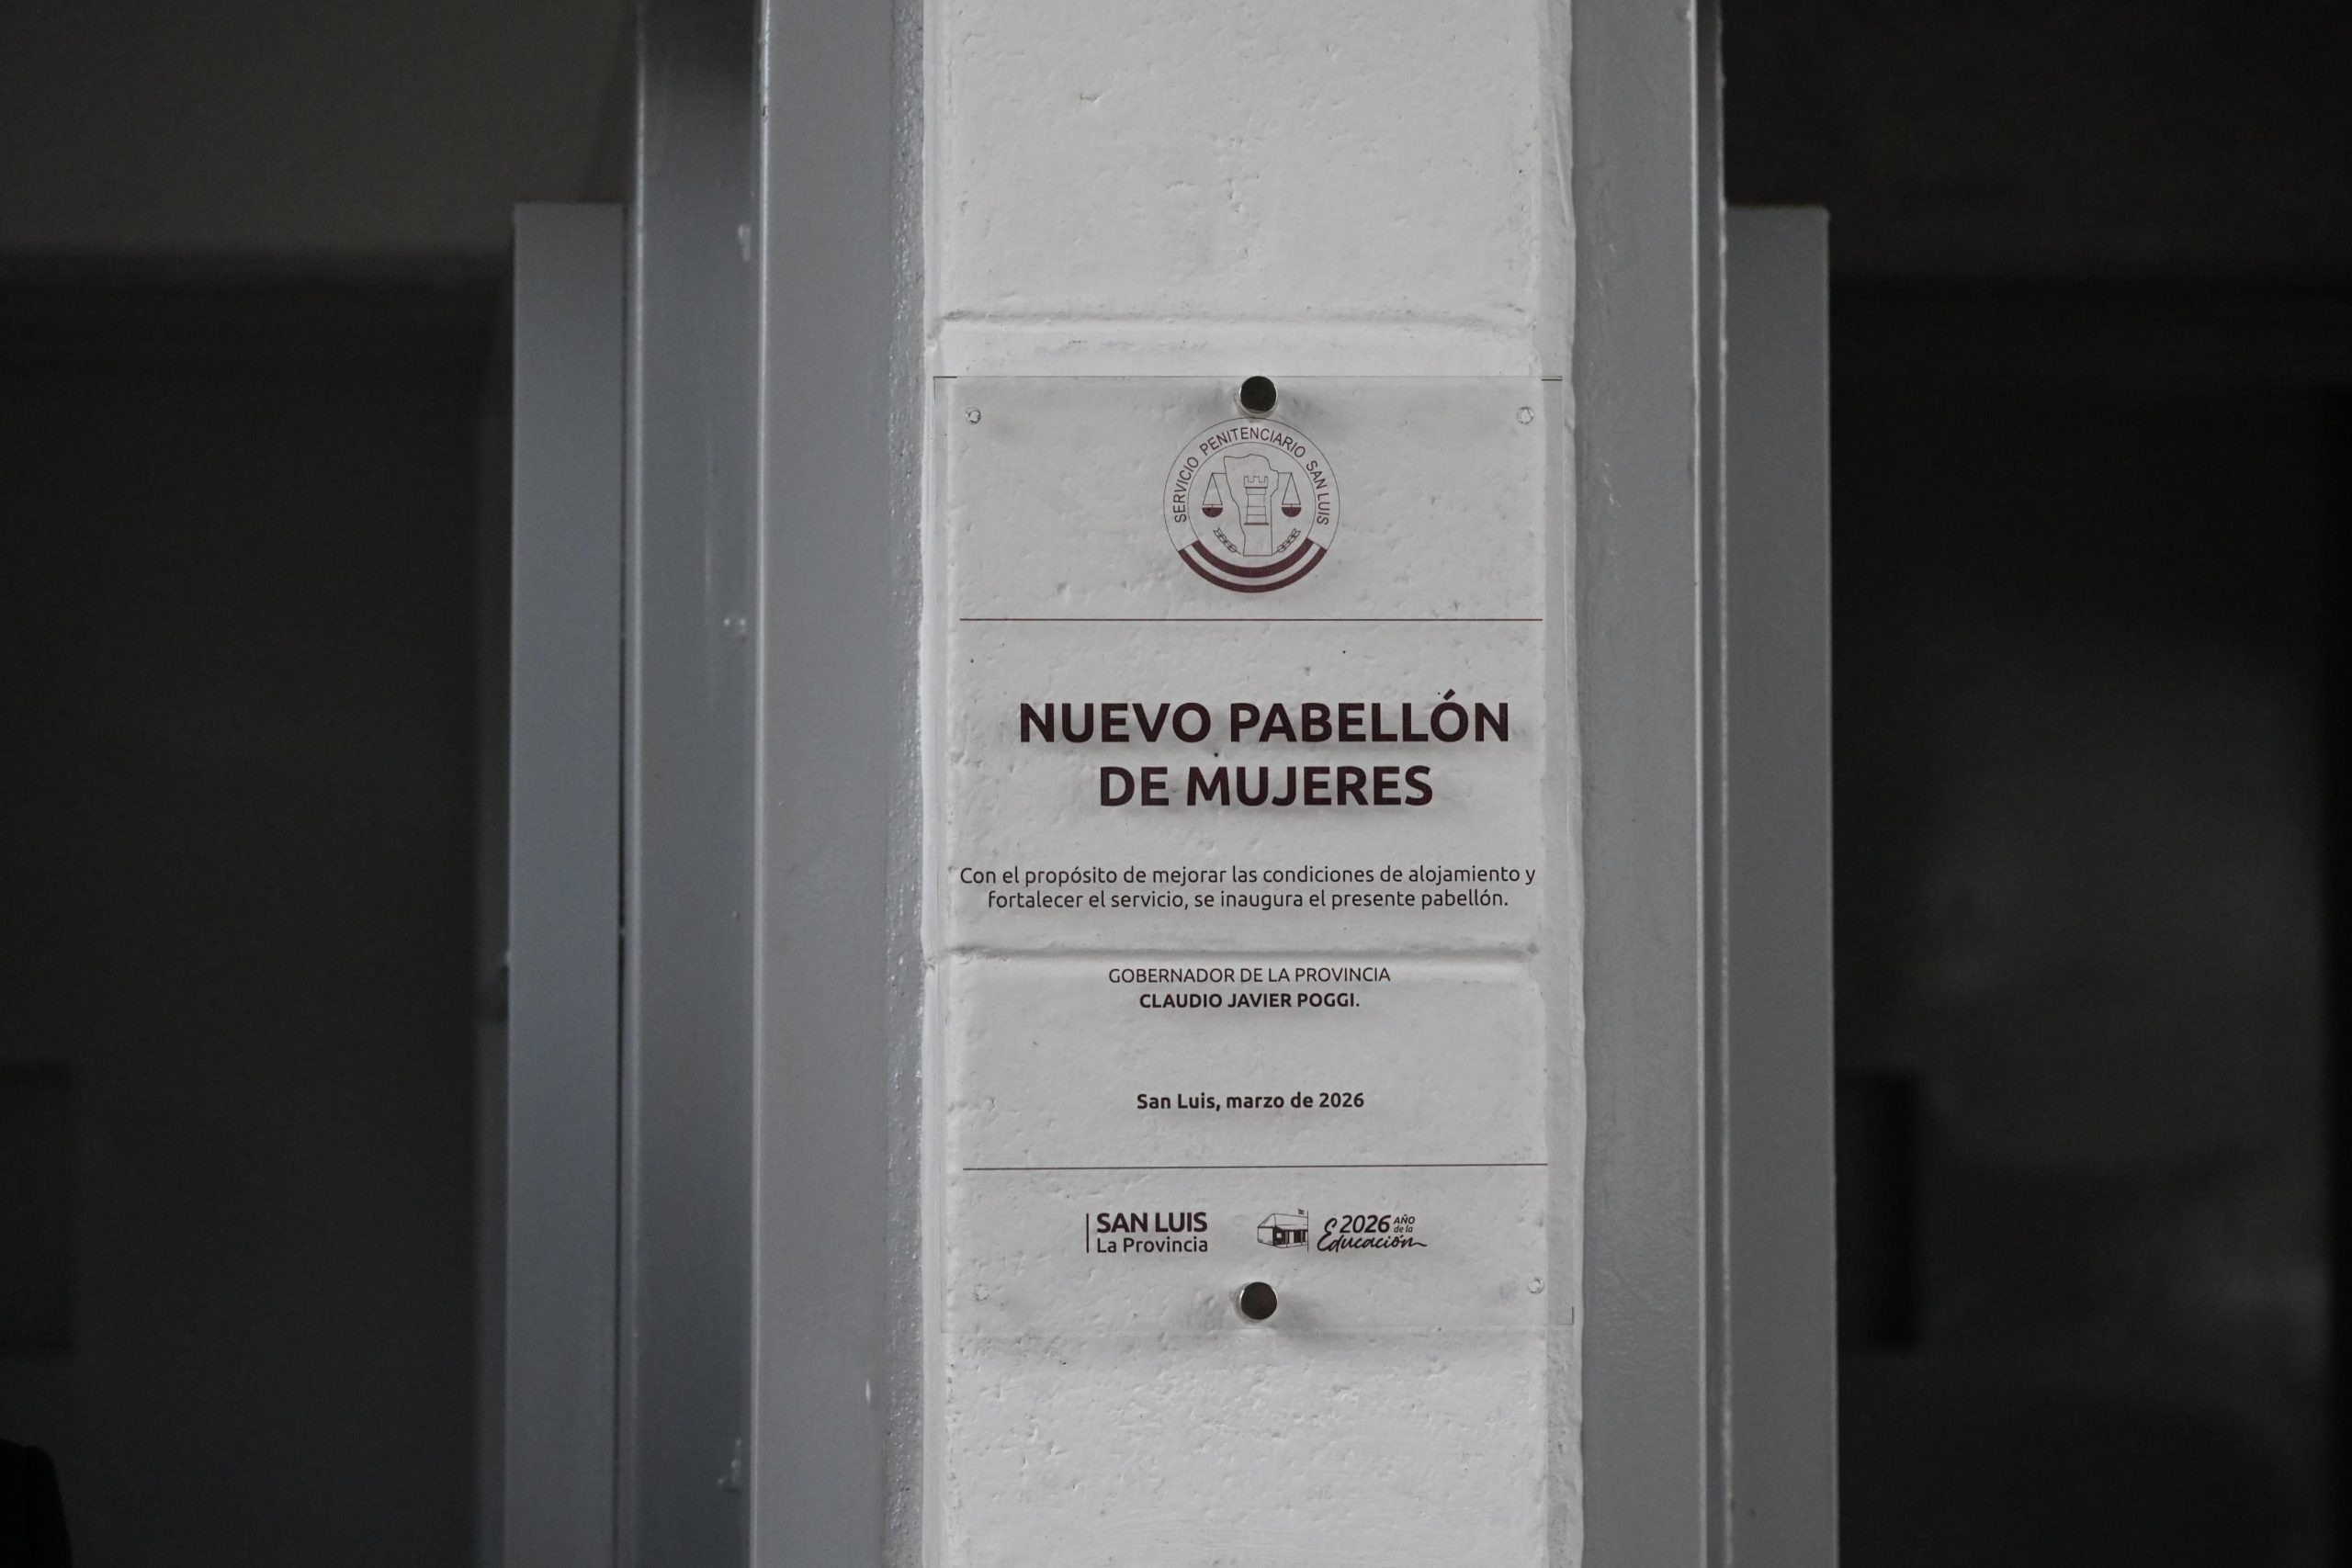 SERVICIO PENITENCIARIO SAN LUIS
NUEVO PABELLÓN
DE MUJERES
Con el propósito de mejorar las condiciones de alojamiento y
fortalecer el servicio, se inaugura el presente pabellón.
GOBERNADOR DE LA PROVINCIA
CLAUDIO JAVIER POGGI.
San Luis, marzo de 2026
SAN LUIS
La Provincia
2026 AÑO
de la
Educación